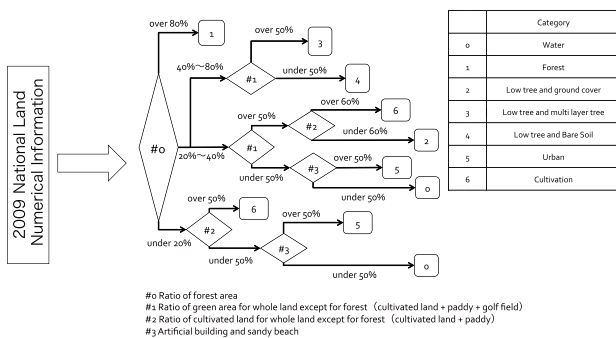 2009 National Land
Numerical Information
#0
over 80%
1
40%～80%
#1
over 50%
3
under 50%
4
20%～40%
#1
over 50%
#2
over 60%
6
under 60%
2
under 50%
#3
over 50%
5
under 50%
0
under 20%
#2
over 50%
6
under 50%
#3
over 50%
5
under 50%
0
Category
0 Water
1 Forest
2 Low tree and ground cover
3 Low tree and multi layer tree
4 Low tree and Bare Soil
5 Urban
6 Cultivation
#0 Ratio of forest area
#1 Ratio of green area for whole land except for forest（cultivated land + paddy + golf field）
#2 Ratio of cultivated land for whole land except for forest（cultivated land + paddy）
#3 Artificial building and sandy beach